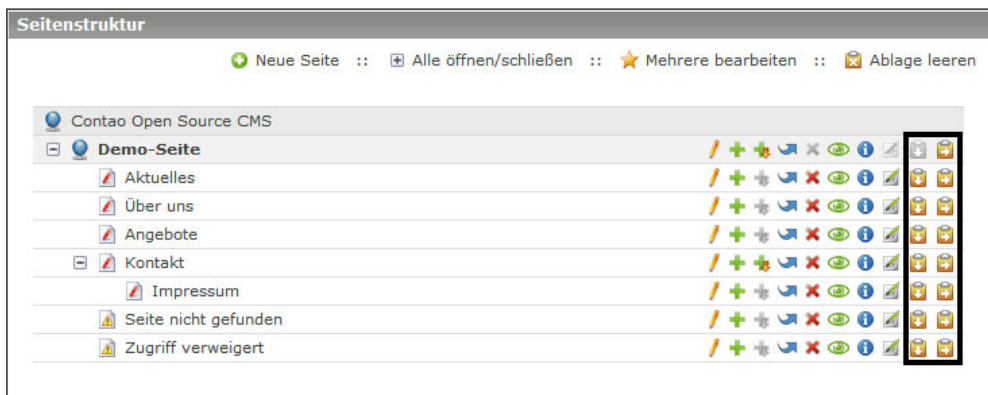 Seitenstruktur
Neue Seite :: Alle öffnen/schließen :: Mehrere bearbeiten :: Ablage leeren
Contao Open Source CMS
Demo-Seite
Aktuelles
Über uns
Angebote
Kontakt
Impressum
Seite nicht gefunden
Zugriff verweigert